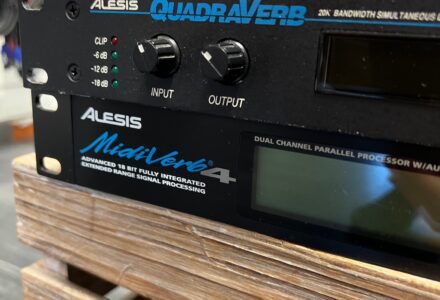 ALESIS QUADRAVERB
20K BANDWIDTH SIMULTANEOUS
CLIP
-6 dB
-12 dB
-18 dB
INPUT
OUTPUT
ALESIS
MidiVerb 4
ADVANCED 18 BIT FULLY INTEGRATED
EXTENDED RANGE SIGNAL PROCESSING
DUAL CHANNEL PARALLEL PROCESSOR W/AU